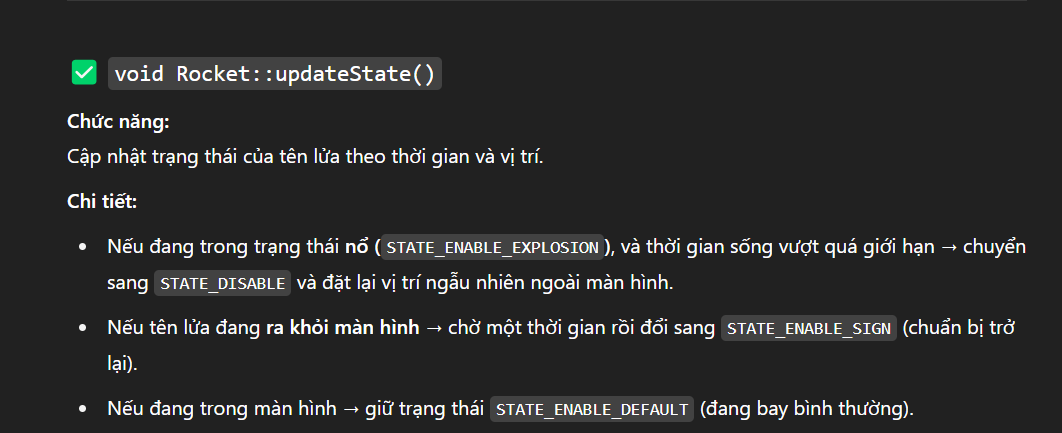 void Rocket::updateState()
Chức năng:
Cập nhật trạng thái của tên lửa theo thời gian và vị trí.
Chi tiết:
• Nếu đang trong trạng thái nổ (STATE_ENABLE_EXPLOSION), và thời gian sống vượt quá giới hạn → chuyển
sang STATE_DISABLE và đặt lại vị trí ngẫu nhiên ngoài màn hình.
• Nếu tên lửa đang ra khỏi màn hình → chờ một thời gian rồi đổi sang STATE_ENABLE_SIGN (chuẩn bị trở
lại).
• Nếu đang trong màn hình → giữ trạng thái STATE_ENABLE_DEFAULT (đang bay bình thường).